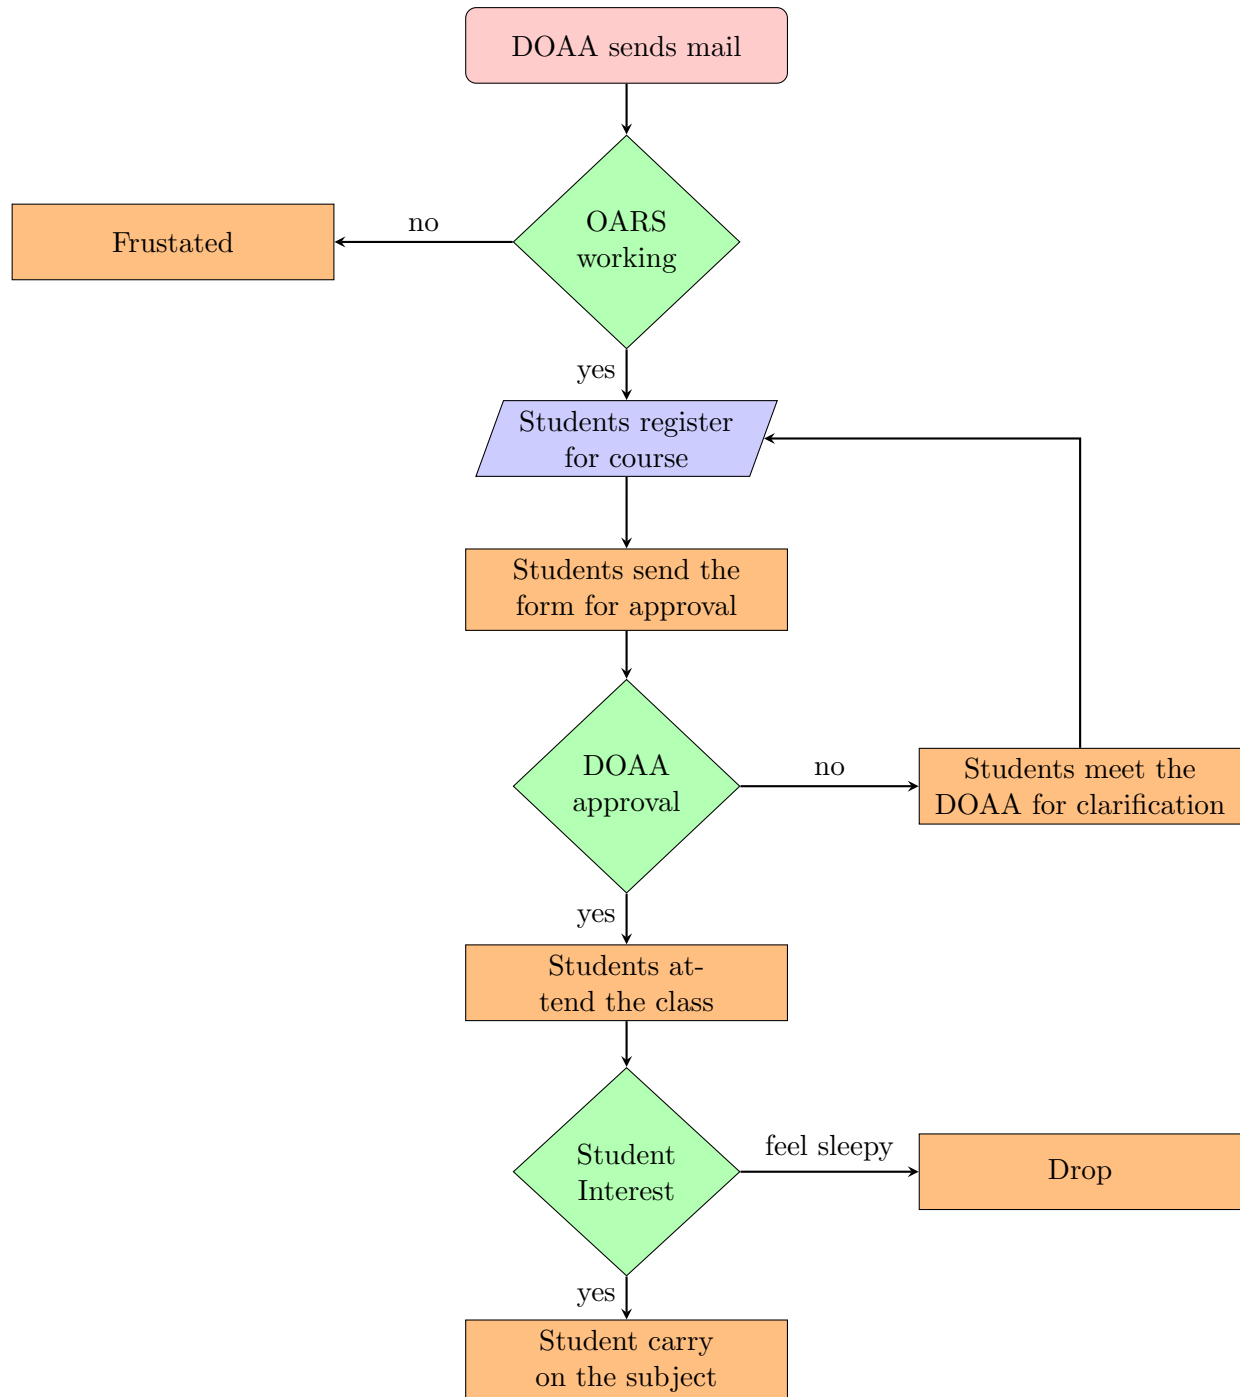 DOAA sends mail
OARS
working
no
Frustated
yes
Students register
for course
Students send the
form for approval
DOAA
approval
no
Students meet the
DOAA for clarification
yes
Students at-
tend the class
Student
Interest
feel sleepy
Drop
yes
Student carry
on the subject